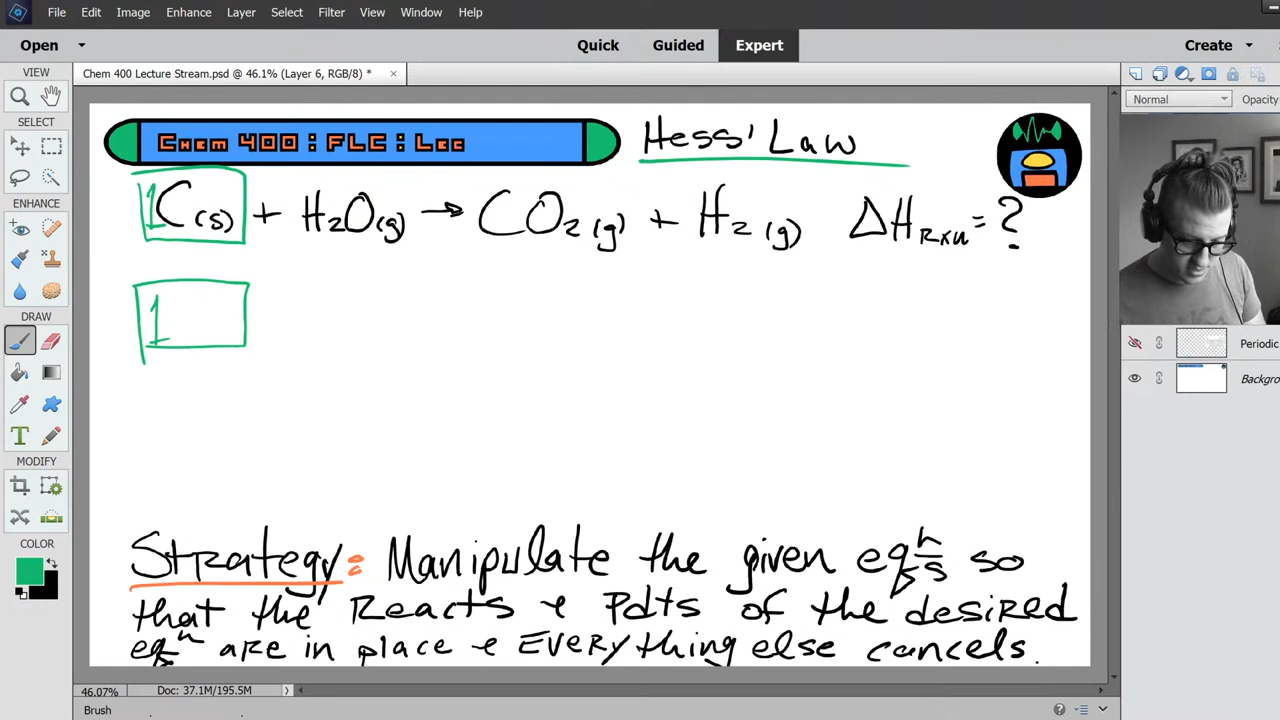 File Edit Image Enhance Layer Select Filter View Window Help
Open Quick Guided Expert Create
VIEW
Chem 400 Lecture Stream.psd @ 46.1% (Layer 6, RGB/8) * ×
Normal Opacity
SELECT
Chem 400 : FLC : Lec Hess' Law
1C(s) + H₂O(g) → CO₂(g) + H₂(g) ΔHRxn = ?
ENHANCE
1
DRAW
Periodic
Backgro
MODIFY
COLOR
Strategy: Manipulate the given eqⁿs so
that the Reacts & Pdts of the desired
eqⁿ are in place & Everything else cancels.
46.07% Doc: 37.1M/195.5M
Brush